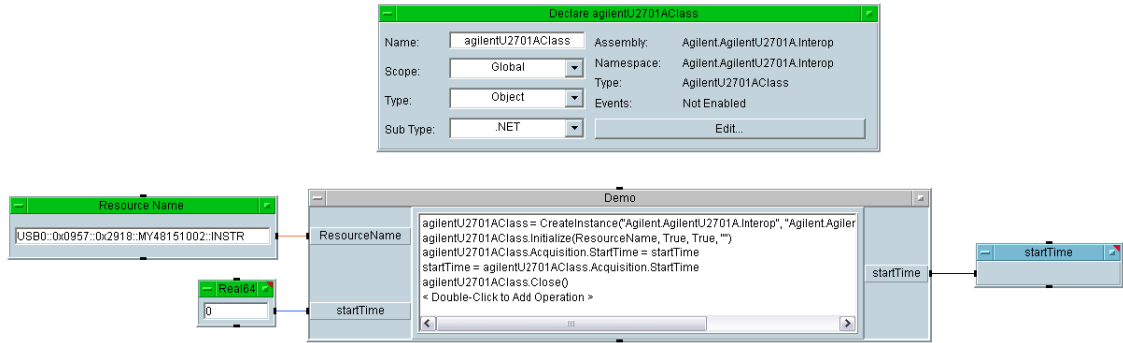 Declare agilentU2701AClass
Name: agilentU2701AClass Assembly: Agilent.AgilentU2701A.Interop
Scope: Global Namespace: Agilent.AgilentU2701A.Interop
Type: AgilentU2701AClass
Type: Object Events: Not Enabled
Sub Type: .NET Edit...
Resource Name
USB0::0x0957::0x2918::MY48151002::INSTR
Demo
ResourceName
agilentU2701AClass = CreateInstance("Agilent.AgilentU2701A.Interop", "Agilent.Agiler
agilentU2701AClass.Initialize(ResourceName, True, True, "")
agilentU2701AClass.Acquisition.StartTime = startTime
startTime = agilentU2701AClass.Acquisition.StartTime
agilentU2701AClass.Close()
< Double-Click to Add Operation >
startTime
startTime
Real64
0
startTime